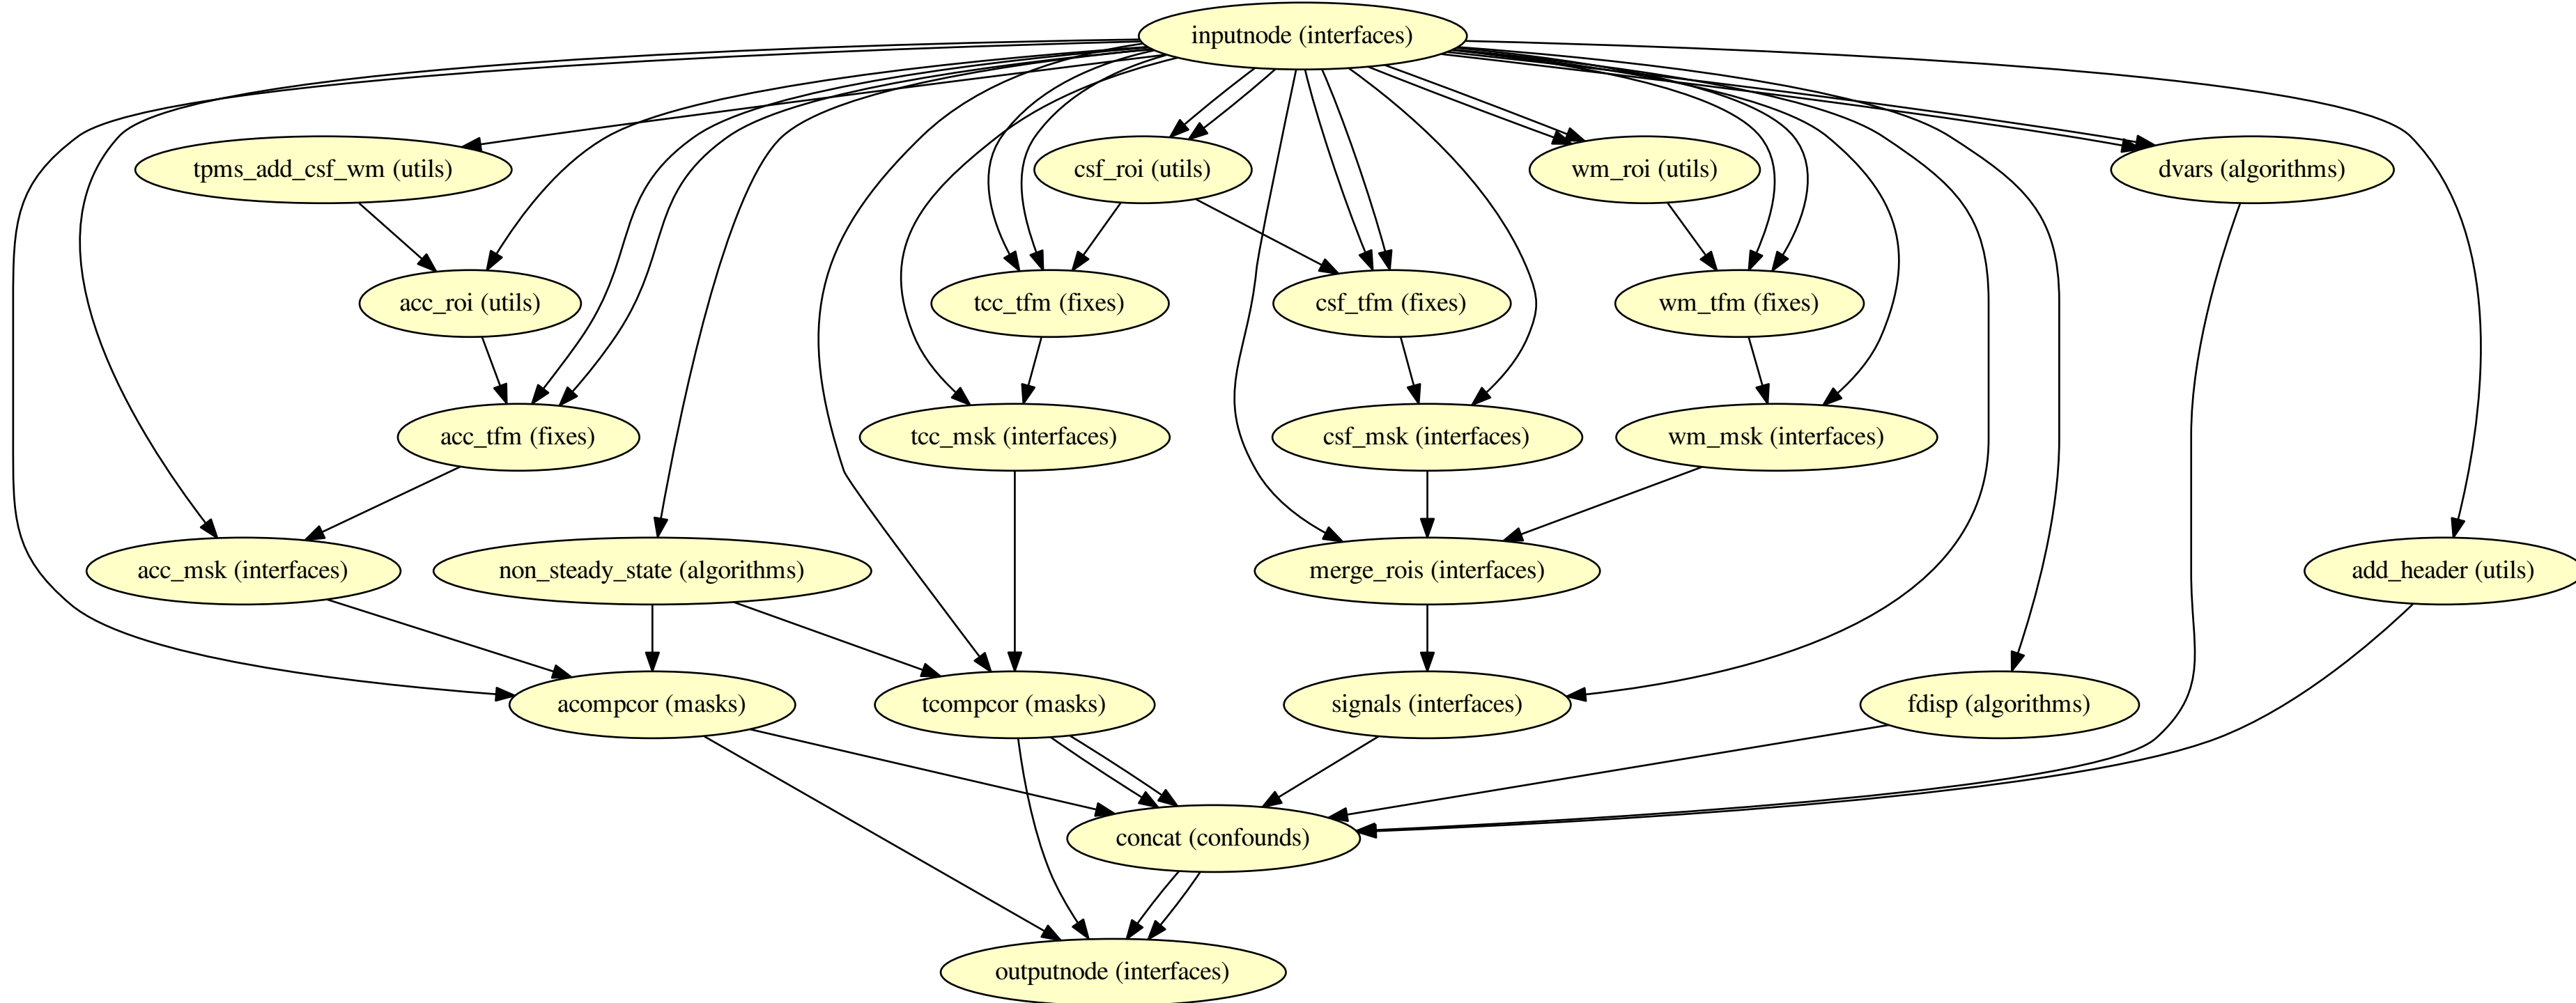 inputnode (interfaces)
tpms_add_csf_wm (utils)
csf_roi (utils)
wm_roi (utils)
dvars (algorithms)
acc_roi (utils)
tcc_tfm (fixes)
csf_tfm (fixes)
wm_tfm (fixes)
acc_tfm (fixes)
tcc_msk (interfaces)
csf_msk (interfaces)
wm_msk (interfaces)
acc_msk (interfaces)
non_steady_state (algorithms)
merge_rois (interfaces)
add_header (utils)
acompcor (masks)
tcompcor (masks)
signals (interfaces)
fdisp (algorithms)
concat (confounds)
outputnode (interfaces)